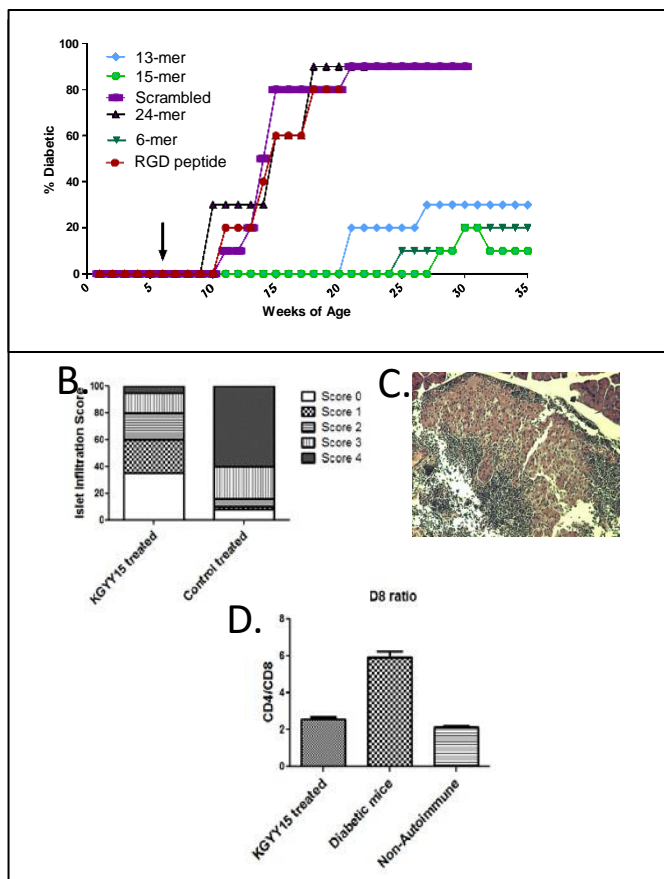 100
80
60
40
20
0
% Diabetic
13-mer
15-mer
Scrambled
24-mer
6-mer
RGD peptide
0 5 10 15 20 25 30 35
Weeks of Age
B.
100
80
60
40
20
0
Islet Infiltration Score
Score 0
Score 1
Score 2
Score 3
Score 4
KGYY15 treated
Control treated
C.
D8 ratio
D.
8
6
4
2
0
CD4/CD8
KGYY15 treated
Diabetic mice
Non-Autoimmune